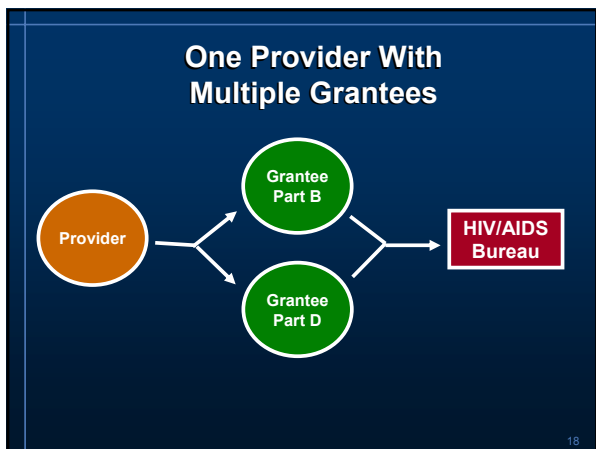 One Provider With
Multiple Grantees
Grantee
Part B
Provider
HIV/AIDS
Bureau
Grantee
Part D
18